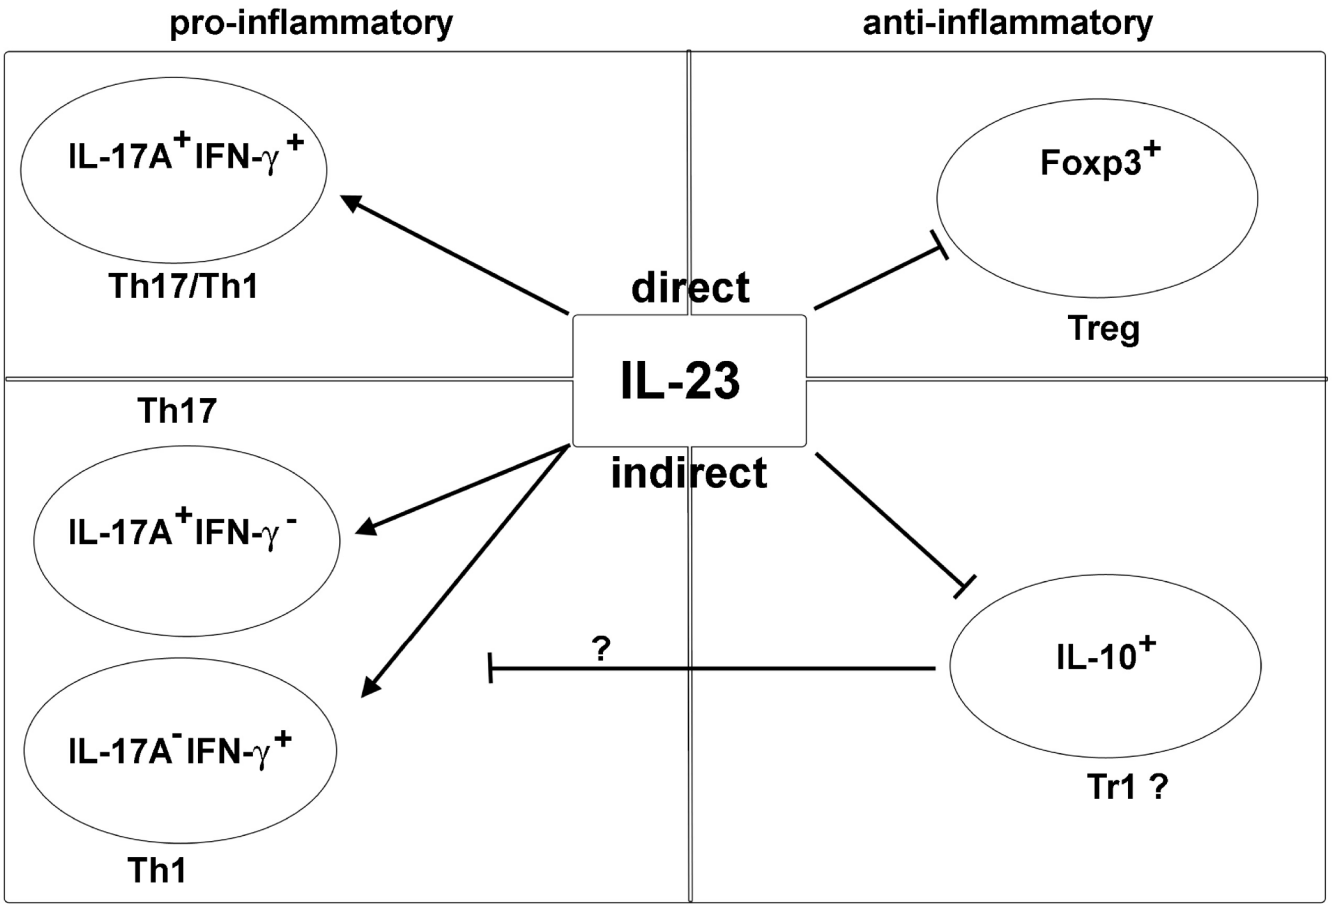 pro-inflammatory
anti-inflammatory
IL-17A⁺IFN-γ⁺
Th17/Th1
Foxp3⁺
Treg
direct
IL-23
indirect
Th17
IL-17A⁺IFN-γ⁻
IL-17A⁻IFN-γ⁺
Th1
?
IL-10⁺
Tr1 ?